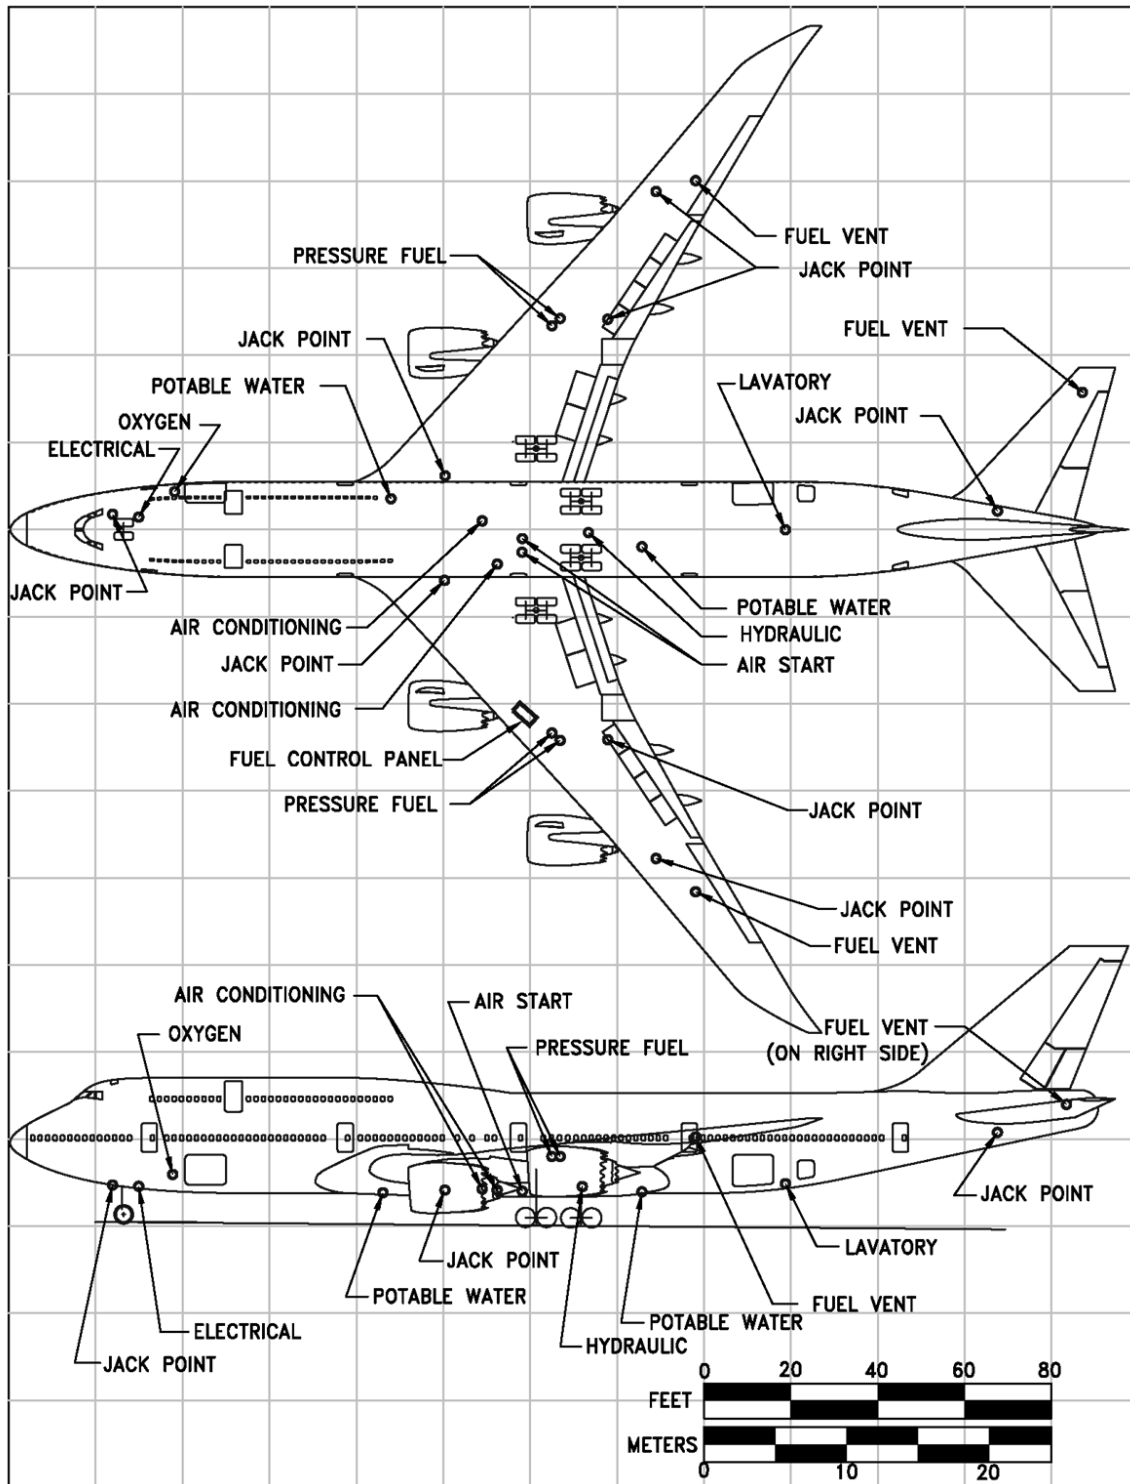 FUEL VENT
PRESSURE FUEL
JACK POINT
FUEL VENT
JACK POINT
POTABLE WATER
LAVATORY
JACK POINT
OXYGEN
ELECTRICAL
JACK POINT
POTABLE WATER
AIR CONDITIONING
HYDRAULIC
JACK POINT
AIR START
AIR CONDITIONING
FUEL CONTROL PANEL
PRESSURE FUEL
JACK POINT
JACK POINT
FUEL VENT
AIR CONDITIONING
AIR START
OXYGEN
PRESSURE FUEL
FUEL VENT
(ON RIGHT SIDE)
JACK POINT
LAVATORY
JACK POINT
POTABLE WATER
FUEL VENT
POTABLE WATER
ELECTRICAL
HYDRAULIC
JACK POINT
0 20 40 60 80
FEET
METERS
0 10 20